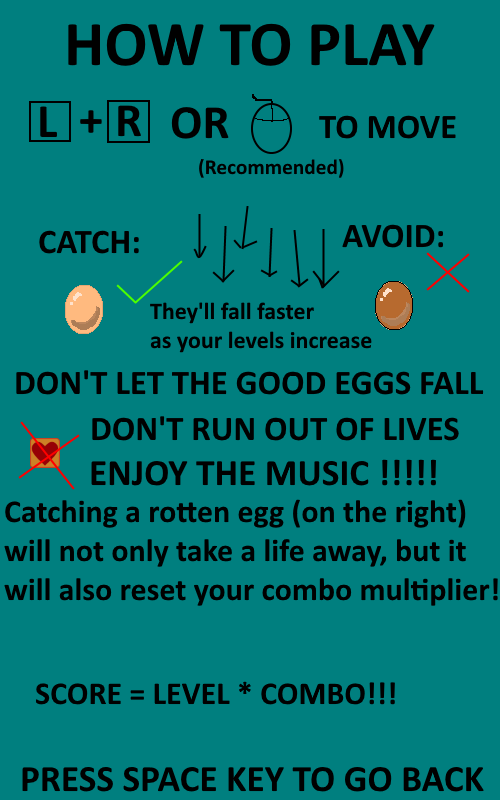 HOW TO PLAY
L + R OR TO MOVE
(Recommended)
CATCH: AVOID:
They'll fall faster
as your levels increase
DON'T LET THE GOOD EGGS FALL
DON'T RUN OUT OF LIVES
ENJOY THE MUSIC !!!!!
Catching a rotten egg (on the right)
will not only take a life away, but it
will also reset your combo multiplier!
SCORE = LEVEL * COMBO!!!
PRESS SPACE KEY TO GO BACK